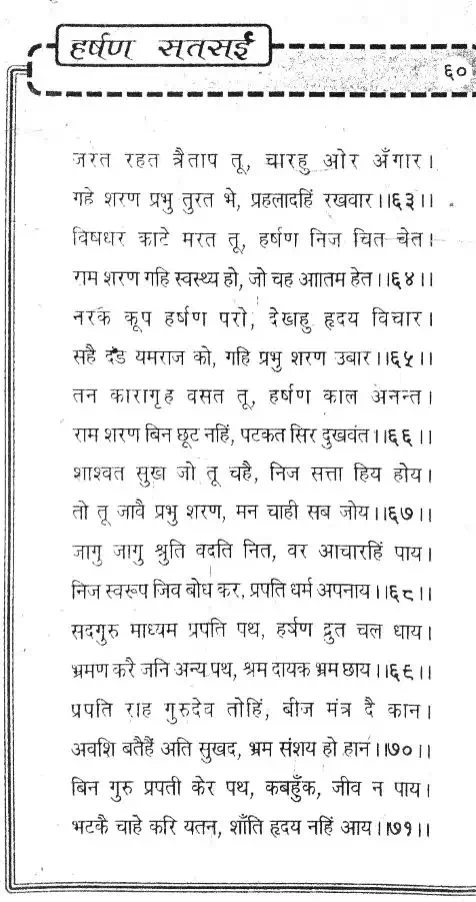 हर्षण सतसई
६०
जरत रहत त्रैताप तू, चारहु ओर अँगार।
गहे शरण प्रभु तुरत भे, प्रहलादहिं रखवार।।६३।।
विषधर काटे मरत तू, हर्षण निज चित चेत।
राम शरण गहि स्वस्थ्य हो, जो चह आातम हेत।।६४।।
नरक कूप हर्षण परो, देखहु हृदय विचार।
सहै दंड यमराज को, गहि प्रभु शरण उबार।।६५।।
तन कारागृह वसत तू, हर्षण काल अनन्त।
राम शरण बिन छूट नहिं, पटकत सिर दुखवंत।।६६।।
शाश्वत सुख जो तू चहै, निज सत्ता हिय होय।
तो तू जावै प्रभु शरण, मन चाही सब जोय।।६७।।
जागु जागु श्रुति वदति नित, वर आचारहिं पाय।
निज स्वरूप जिव बोध कर, प्रपति धर्म अपनाय।।६८।।
सदगुरु माध्यम प्रपति पथ, हर्षण द्रुत चल धाय।
भ्रमण करै जनि अन्य पथ, श्रम दायक भ्रम छाय।।६९।।
प्रपति राह गुरुदेव तोहिं, बीज मंत्र दै कान।
अवशि बतैहैं अति सुखद, भ्रम संशय हो हान।।७०।।
बिन गुरु प्रपती केर पथ, कबहुँक, जीव न पाय।
भटकै चाहे करि यतन, शाँति हृदय नहिं आय।।७१।।